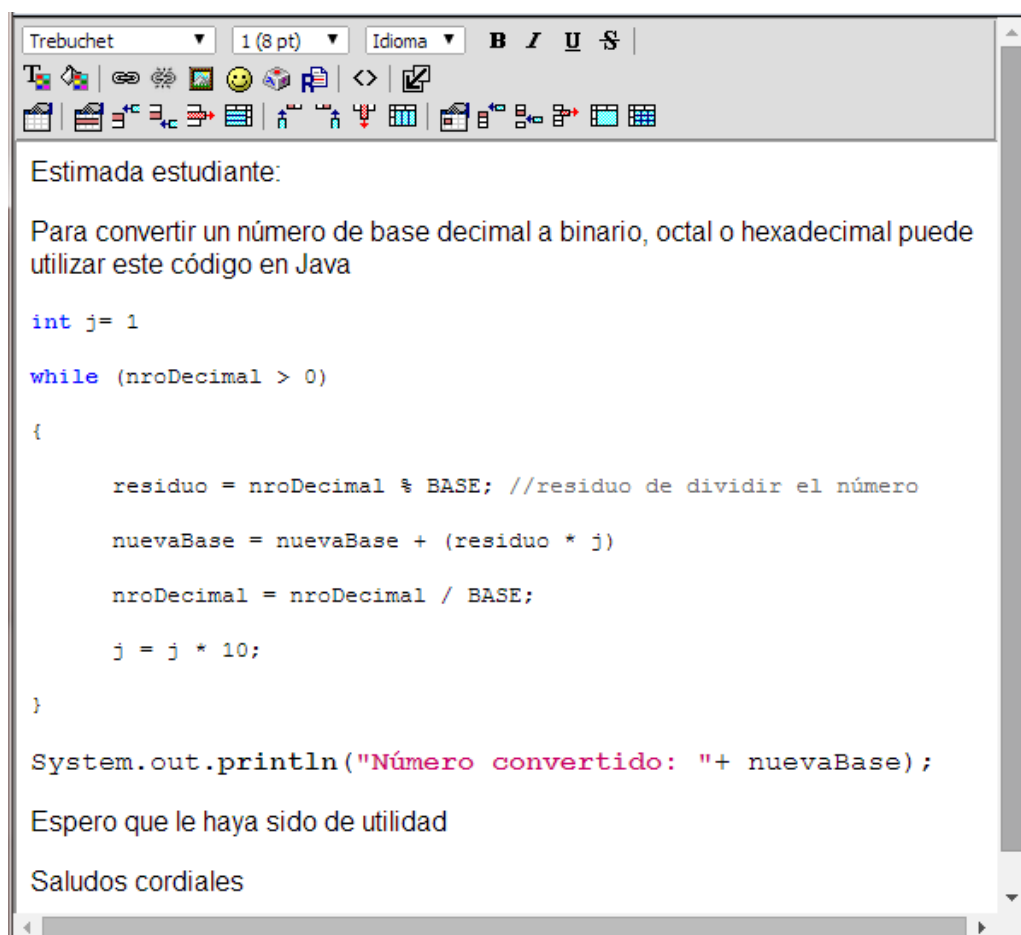 Trebuchet 1 (8 pt) Idioma B I U S
Estimada estudiante:
Para convertir un número de base decimal a binario, octal o hexadecimal puede
utilizar este código en Java
int j= 1
while (nroDecimal > 0)
{
residuo = nroDecimal % BASE; //residuo de dividir el número
nuevaBase = nuevaBase + (residuo * j)
nroDecimal = nroDecimal / BASE;
j = j * 10;
}
System.out.println("Número convertido: "+ nuevaBase);
Espero que le haya sido de utilidad
Saludos cordiales